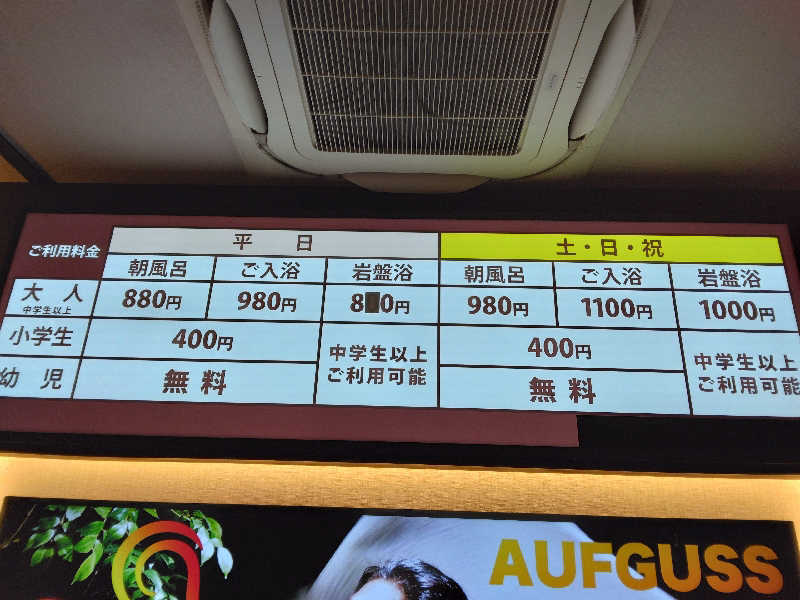 ご利用料金 平日 土・日・祝
朝風呂 ご入浴 岩盤浴 朝風呂 ご入浴 岩盤浴
大人 880円 980円 円 980円 1100円 1000円
中学生以上
小学生 400円 400円
中学生以上 中学生以上
ご利用可能 ご利用可能
幼児 無料 無料
AUFGUSS